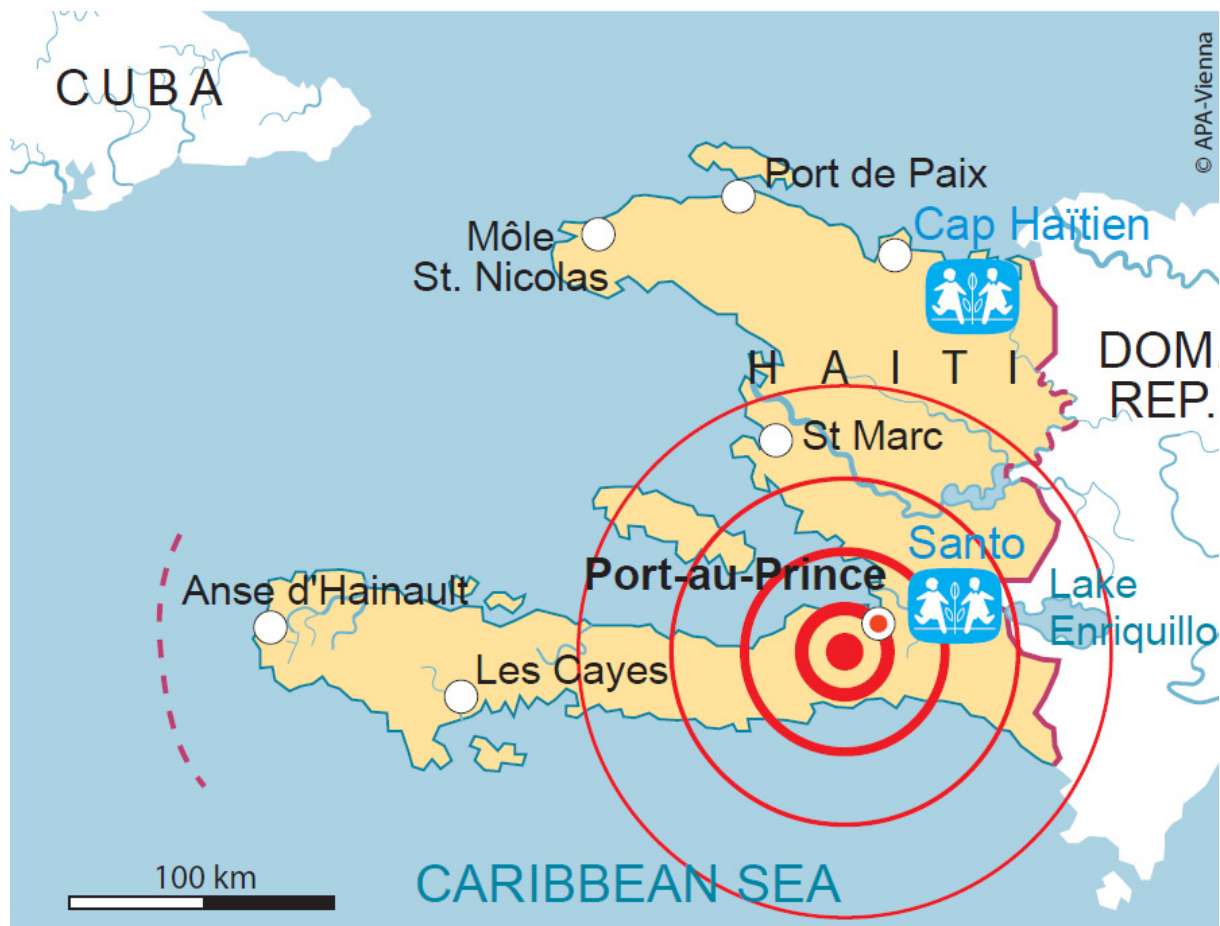 © APA-Vienna
CUBA
Port de Paix
Cap Haïtien
Môle
St. Nicolas
HAITI
DOM.
REP.
St Marc
Santo
Port-au-Prince
Lake
Enriquillo
Anse d'Hainault
Les Cayes
100 km
CARIBBEAN SEA